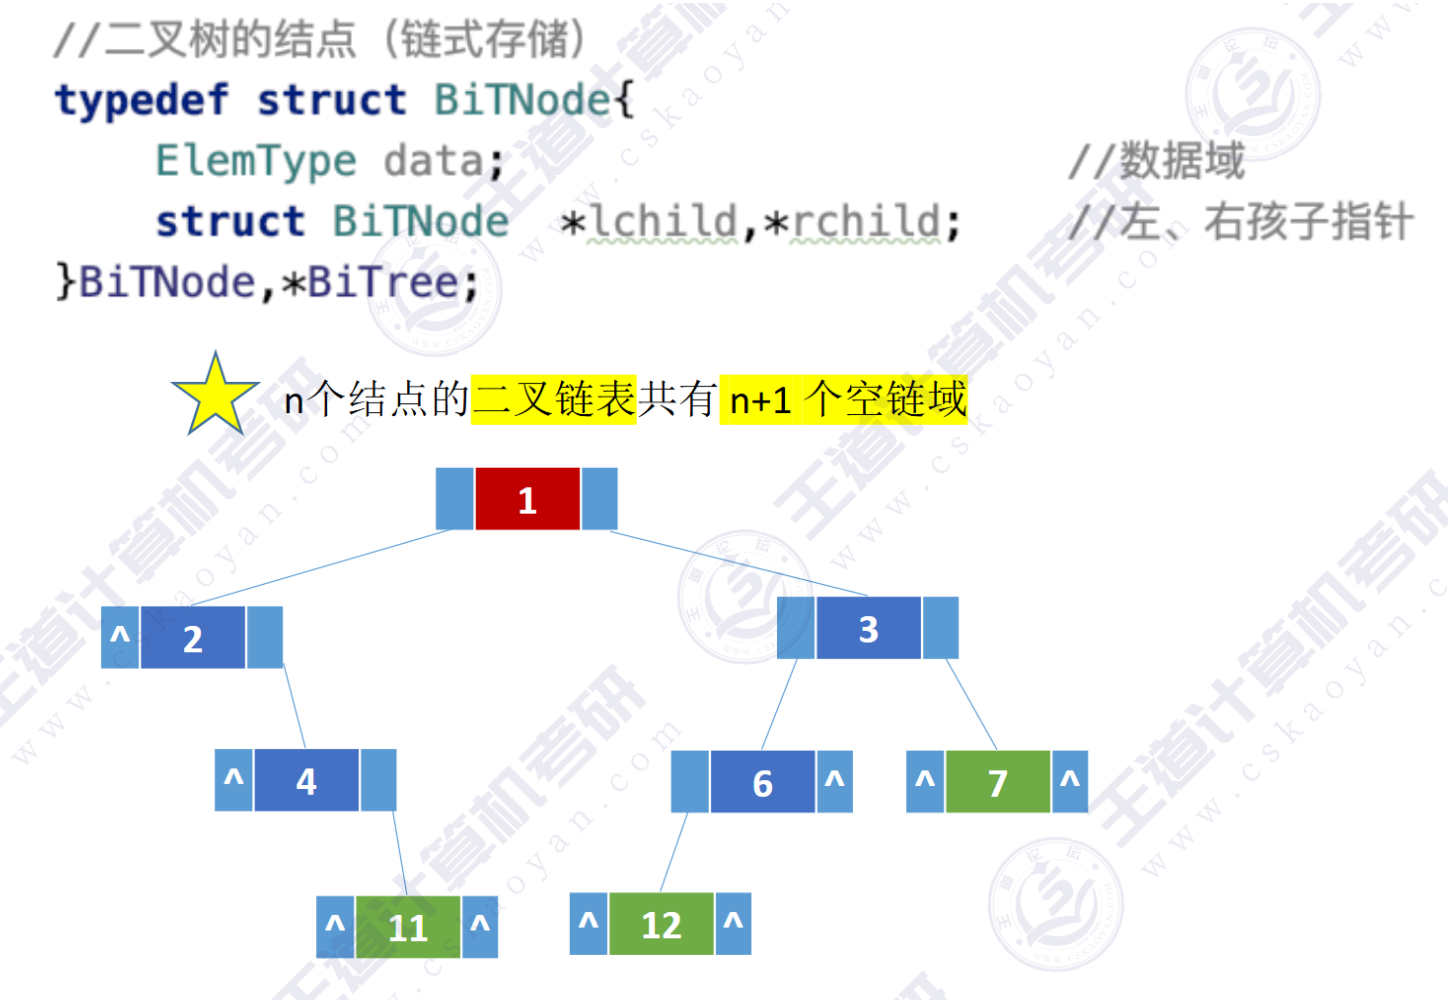 //二叉树的结点（链式存储）
typedef struct BiTNode{
ElemType data; //数据域
struct BiTNode *lchild,*rchild; //左、右孩子指针
}BiTNode,*BiTree;
n个结点的二叉链表共有 n+1 个空链域
1
^ 2
3
^ 4
6 ^
^ 7 ^
^ 11 ^
^ 12 ^
王道计算机考研
www.cskaoyan.com